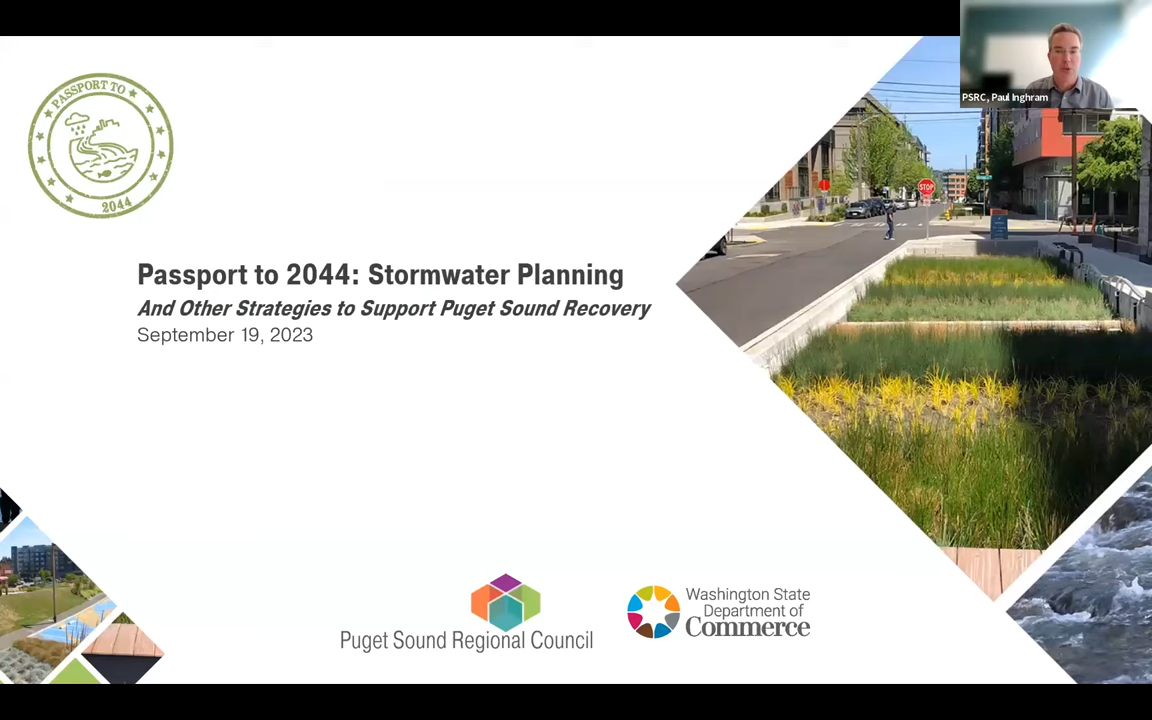 PSRC, Paul Inghram
PASSPORT TO
2044
STOP
Passport to 2044: Stormwater Planning
And Other Strategies to Support Puget Sound Recovery
September 19, 2023
Puget Sound Regional Council
Washington State
Department of
Commerce